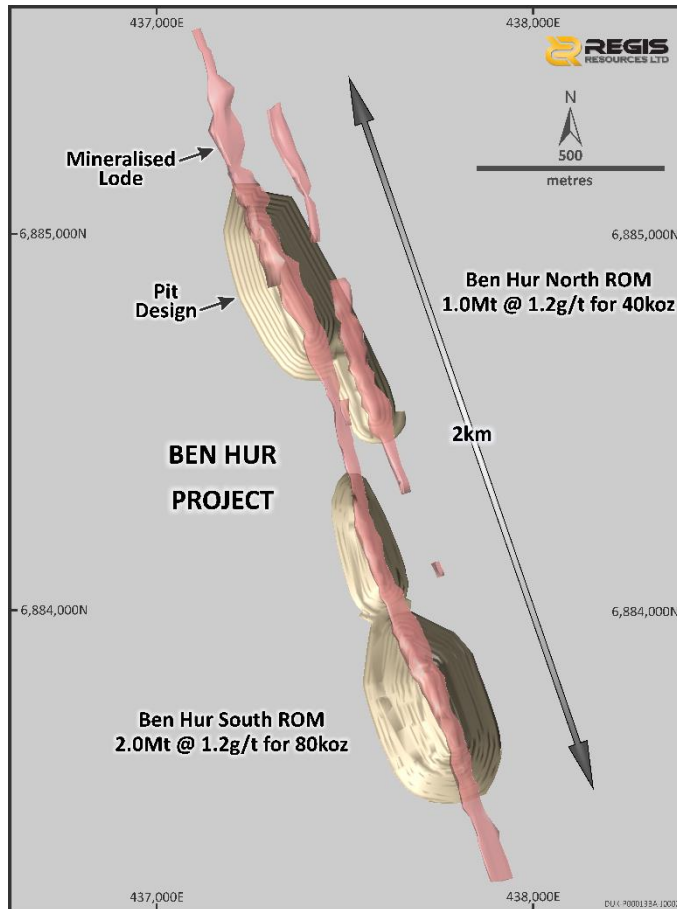 437,000E
438,000E
REGIS
RESOURCES LTD
N
500
metres
Mineralised
Lode
6,885,000N
6,885,000N
Ben Hur North ROM
1.0Mt @ 1.2g/t for 40koz
Pit
Design
2km
BEN HUR
PROJECT
6,884,000N
6,884,000N
Ben Hur South ROM
2.0Mt @ 1.2g/t for 80koz
437,000E
438,000E